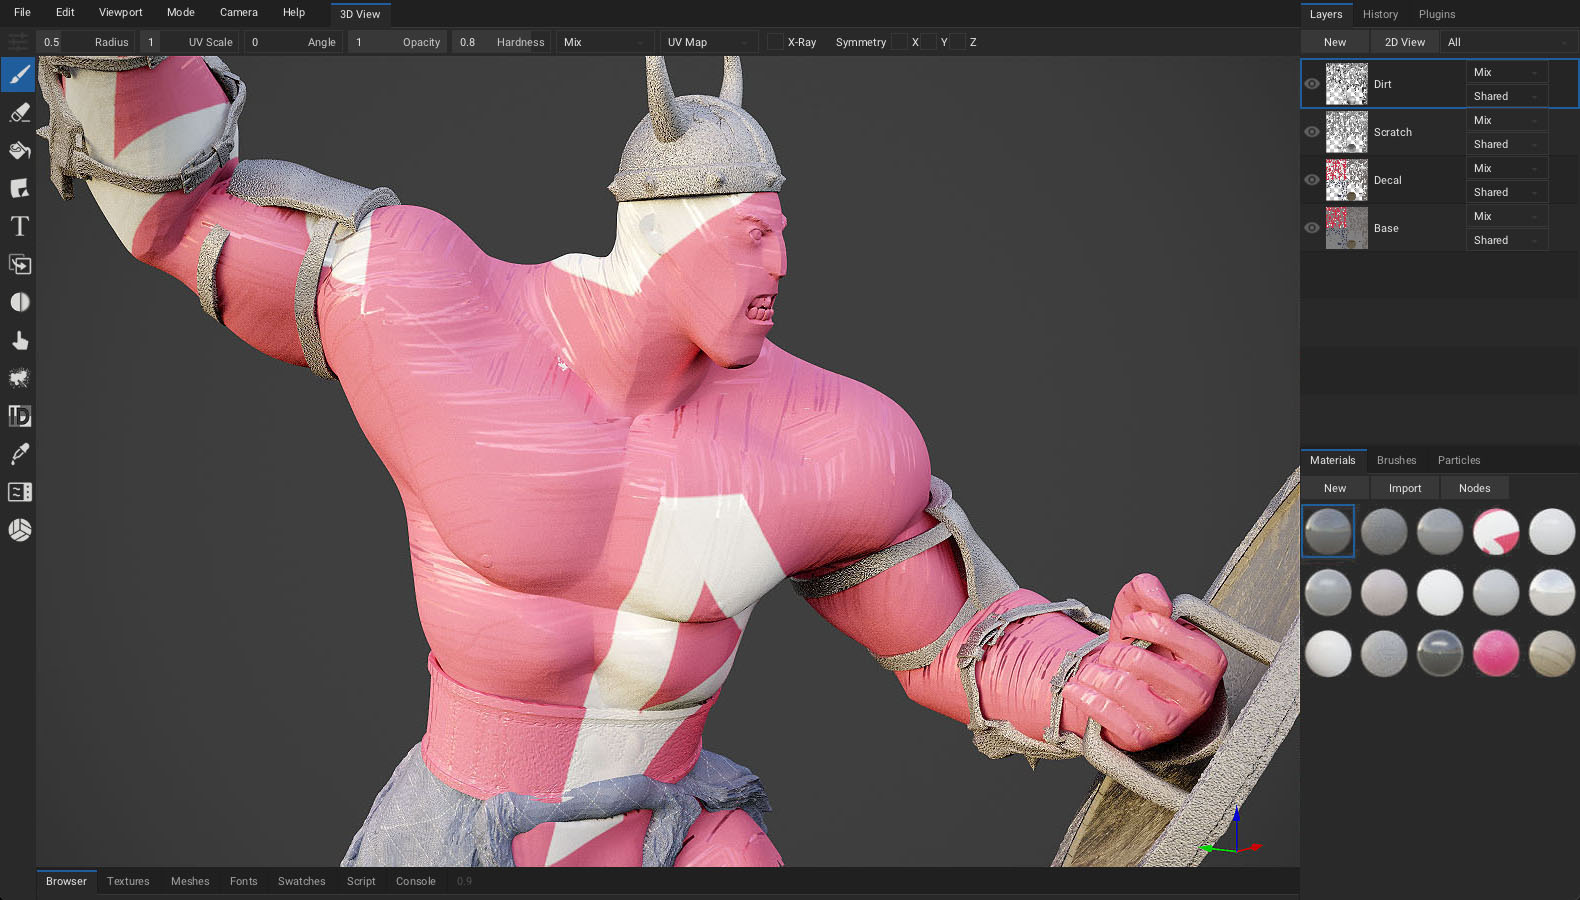 File Edit Viewport Mode Camera Help 3D View
Layers History Plugins
0.5 Radius 1 UV Scale 0 Angle 1 Opacity 0.8 Hardness Mix UV Map X-Ray Symmetry X Y Z
New 2D View All
Dirt Mix
Shared
Scratch Mix
Shared
Decal Mix
Shared
Base Mix
Shared
T
ID
Materials Brushes Particles
New Import Nodes
Browser Textures Meshes Fonts Swatches Script Console 0.9